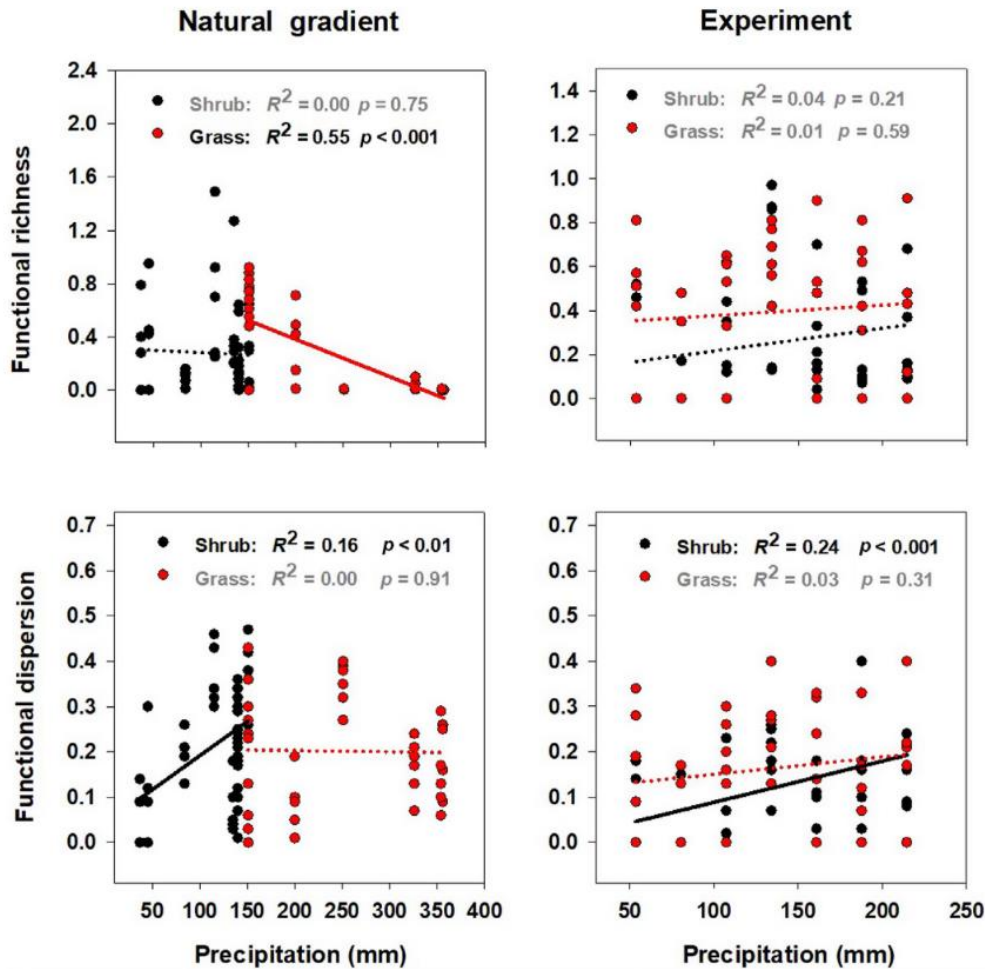 Natural gradient
Experiment
Functional richness
2.4
2.0
1.6
1.2
0.8
0.4
0.0
Shrub: R² = 0.00 p = 0.75
Grass: R² = 0.55 p < 0.001
1.4
1.2
1.0
0.8
0.6
0.4
0.2
0.0
Shrub: R² = 0.04 p = 0.21
Grass: R² = 0.01 p = 0.59
Functional dispersion
0.7
0.6
0.5
0.4
0.3
0.2
0.1
0.0
Shrub: R² = 0.16 p < 0.01
Grass: R² = 0.00 p = 0.91
50 100 150 200 250 300 350 400
Precipitation (mm)
0.7
0.6
0.5
0.4
0.3
0.2
0.1
0.0
Shrub: R² = 0.24 p < 0.001
Grass: R² = 0.03 p = 0.31
50 100 150 200 250
Precipitation (mm)